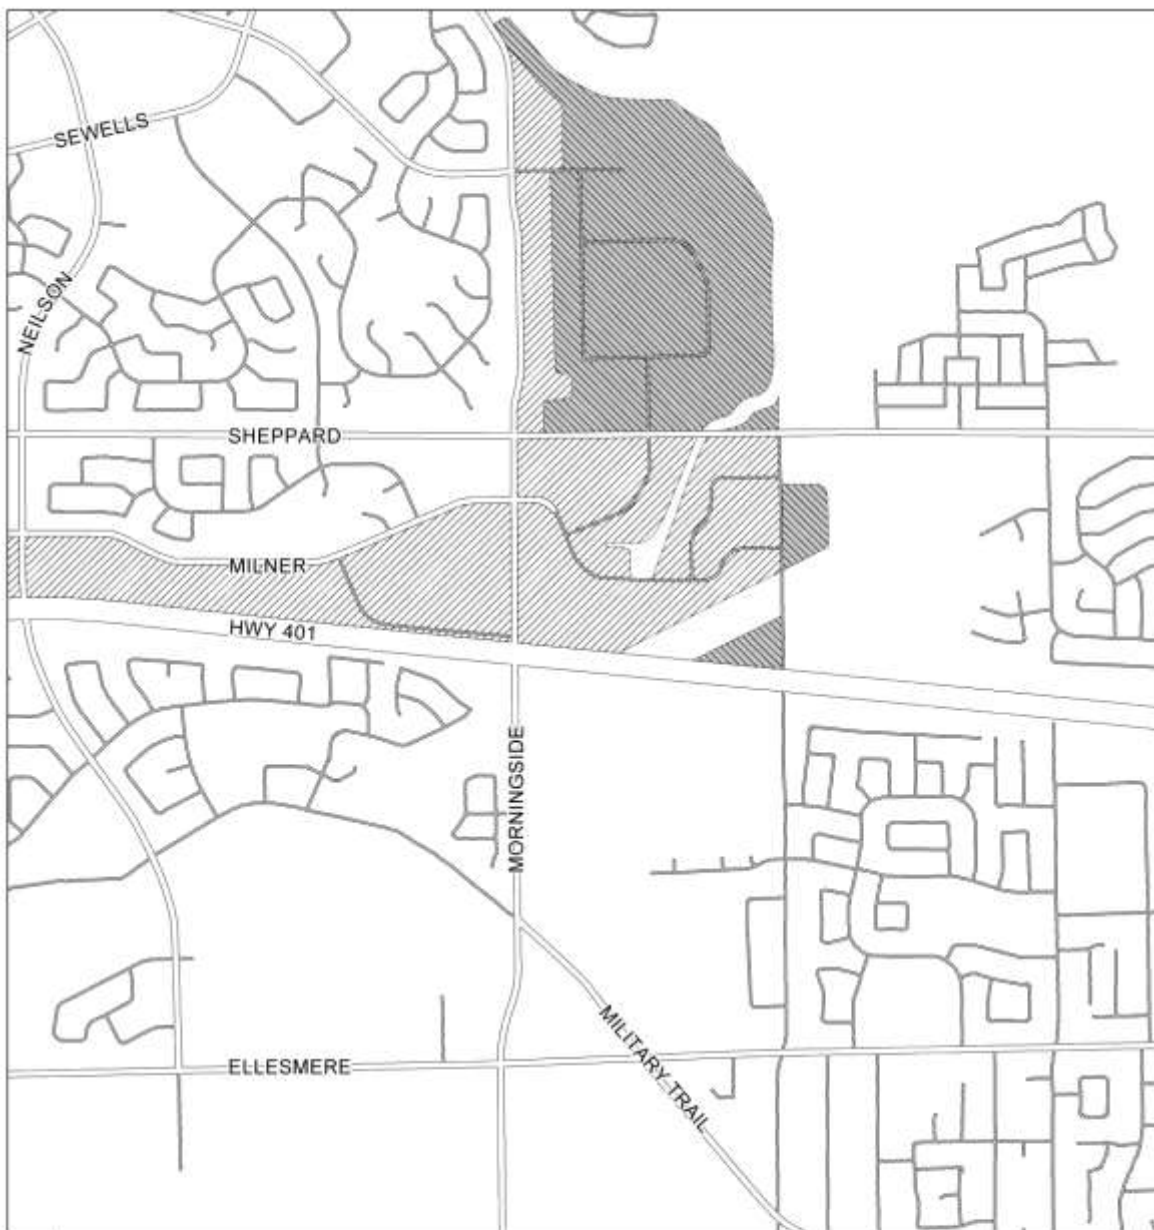 SEWELLS
NEILSON
SHEPPARD
MILNER
HWY 401
MORNINGSIDE
MILITARY TRAIL
ELLESMERE